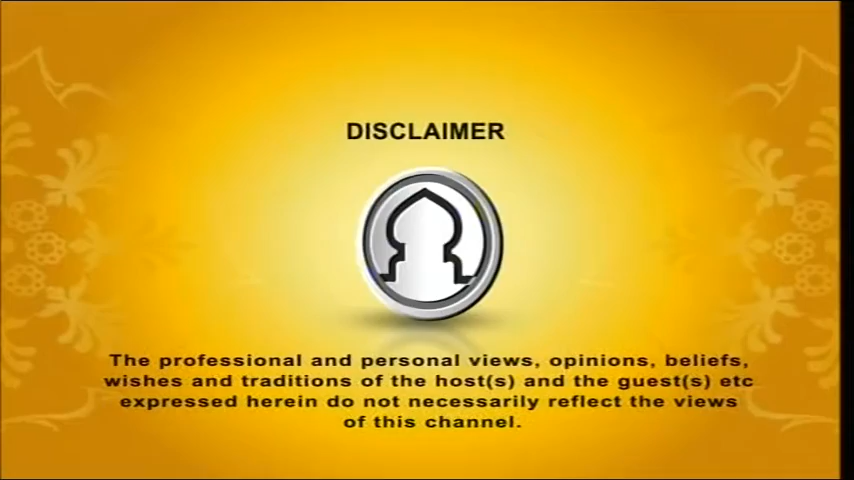 DISCLAIMER
The professional and personal views, opinions, beliefs,
wishes and traditions of the host(s) and the guest(s) etc
expressed herein do not necessarily reflect the views
of this channel.